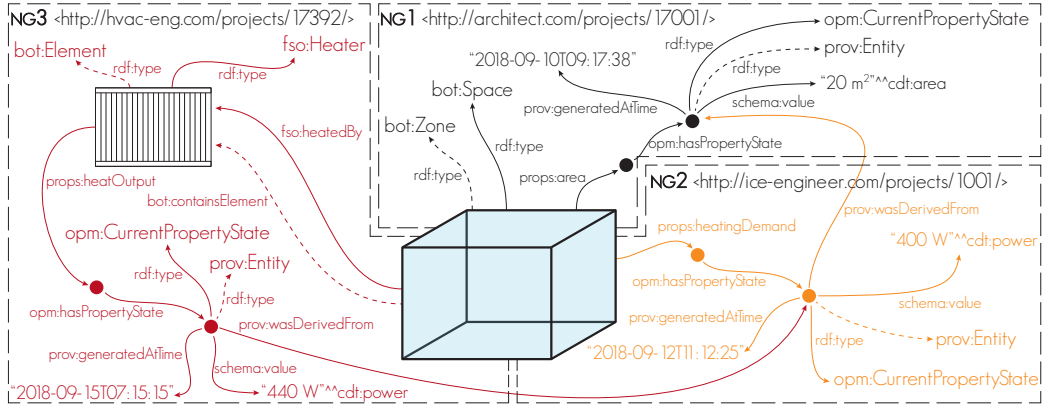 NG3 <http://hvac-eng.com/projects/17392/>
bot:Element
fso:Heater
rdf:type
rdf:type
fso:heatedBy
props:heatOutput
bot:containsElement
opm:CurrentPropertyState
rdf:type
prov:Entity
rdf:type
opm:hasPropertyState
prov:wasDerivedFrom
prov:generatedAtTime
schema:value
"2018-09-15T07:15:15"
"440 W"^^cdt:power
NG1 <http://architect.com/projects/17001/>
opm:CurrentPropertyState
rdf:type
prov:Entity
"2018-09-10T09:17:38"
rdf:type
"20 m²"^^cdt:area
bot:Space
prov:generatedAtTime
schema:value
bot:Zone
rdf:type
opm:hasPropertyState
rdf:type
props:area
NG2 <http://ice-engineer.com/projects/1001/>
prov:wasDerivedFrom
props:heatingDemand
"400 W"^^cdt:power
opm:hasPropertyState
schema:value
prov:generatedAtTime
rdf:type
prov:Entity
"2018-09-12T11:12:25"
opm:CurrentPropertyState